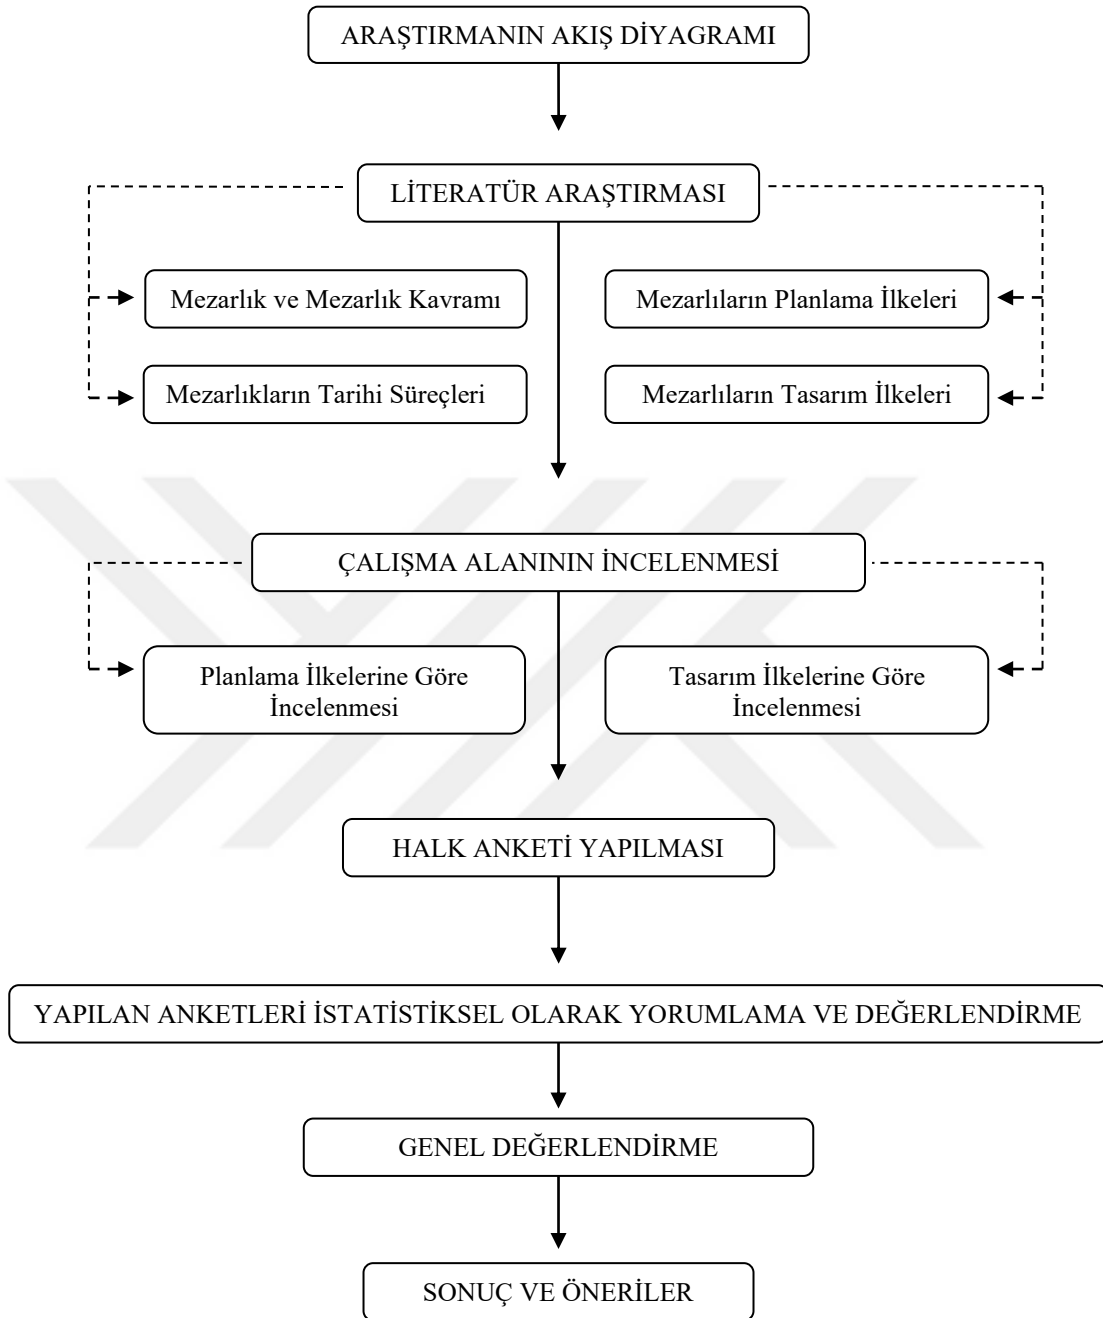 ARAŞTIRMANIN AKIŞ DİYAGRAMI
LİTERATÜR ARAŞTIRMASI
Mezarlık ve Mezarlık Kavramı
Mezarlıların Planlama İlkeleri
Mezarlıkların Tarihi Süreçleri
Mezarlıların Tasarım İlkeleri
ÇALIŞMA ALANININ İNCELENMESİ
Planlama İlkelerine Göre
İncelenmesi
Tasarım İlkelerine Göre
İncelenmesi
HALK ANKETİ YAPILMASI
YAPILAN ANKETLERİ İSTATİSTİKSEL OLARAK YORUMLAMA VE DEĞERLENDİRME
GENEL DEĞERLENDİRME
SONUÇ VE ÖNERİLER